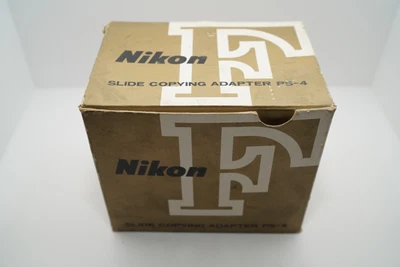 Nikon
F
SLIDE COPYING ADAPTER PS-4
Nikon
F
SLIDE COPYING ADAPTER PS-4